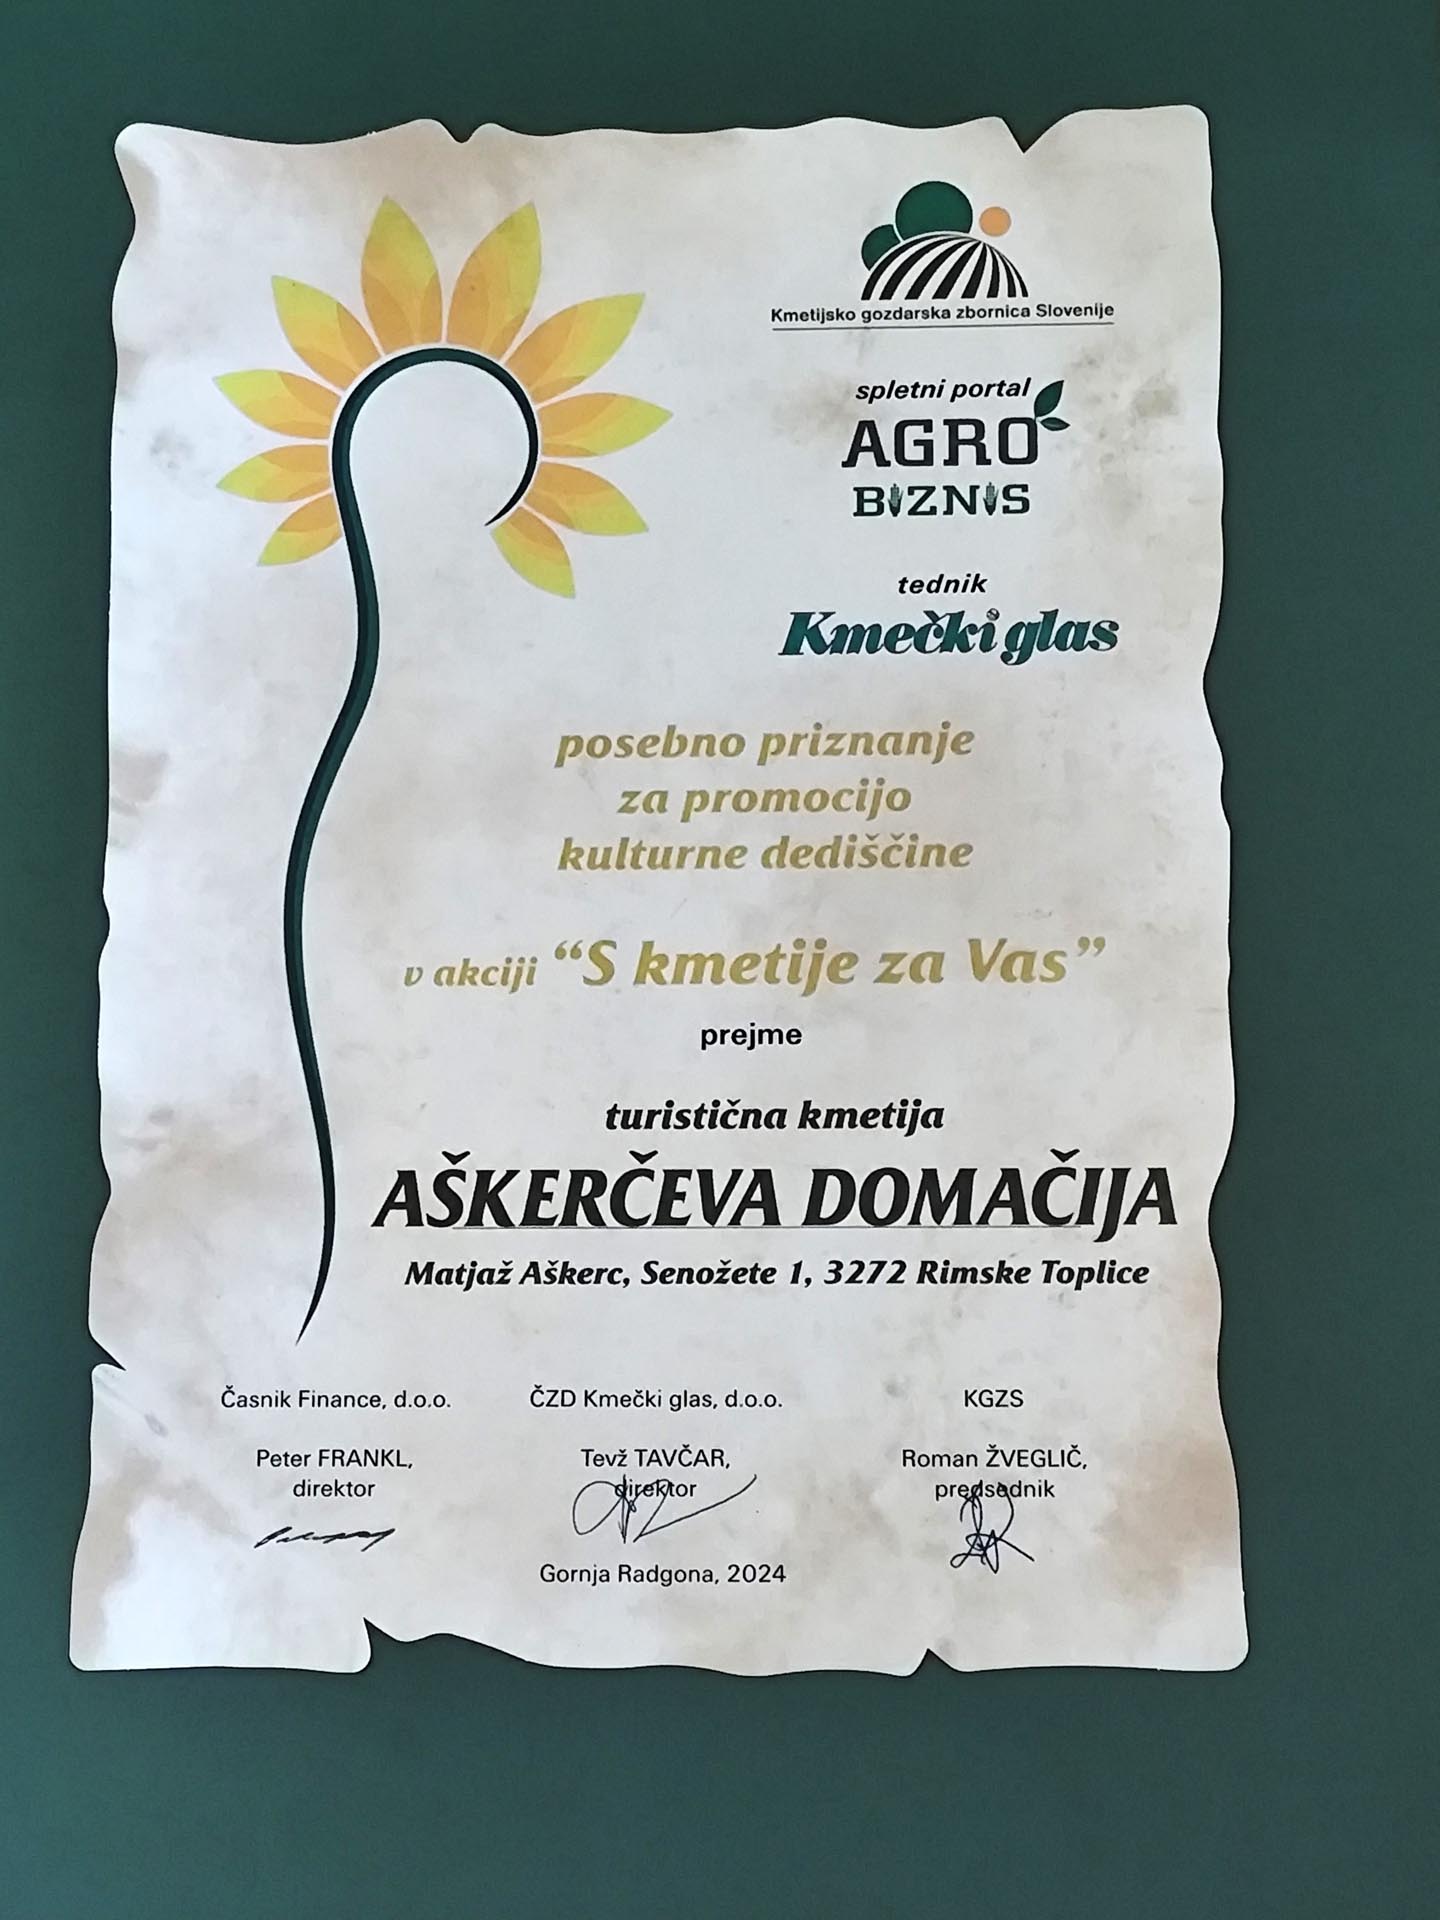 Kmetijsko gozdarska zbornica Slovenije
spletni portal
AGRO
BIZNIS
tednik
Kmečki glas
posebno priznanje
za promocijo
kulturne dediščine
v akciji “S kmetije za Vas”
prejme
turistična kmetija
AŠKERČEVA DOMAČIJA
Matjaž Aškerc, Senožete 1, 3272 Rimske Toplice
Časnik Finance, d.o.o.
Peter FRANKL,
direktor
ČZD Kmečki glas, d.o.o.
Tevž TAVČAR,
direktor
KGZS
Roman ŽVEGLIČ,
predsednik
Gornja Radgona, 2024